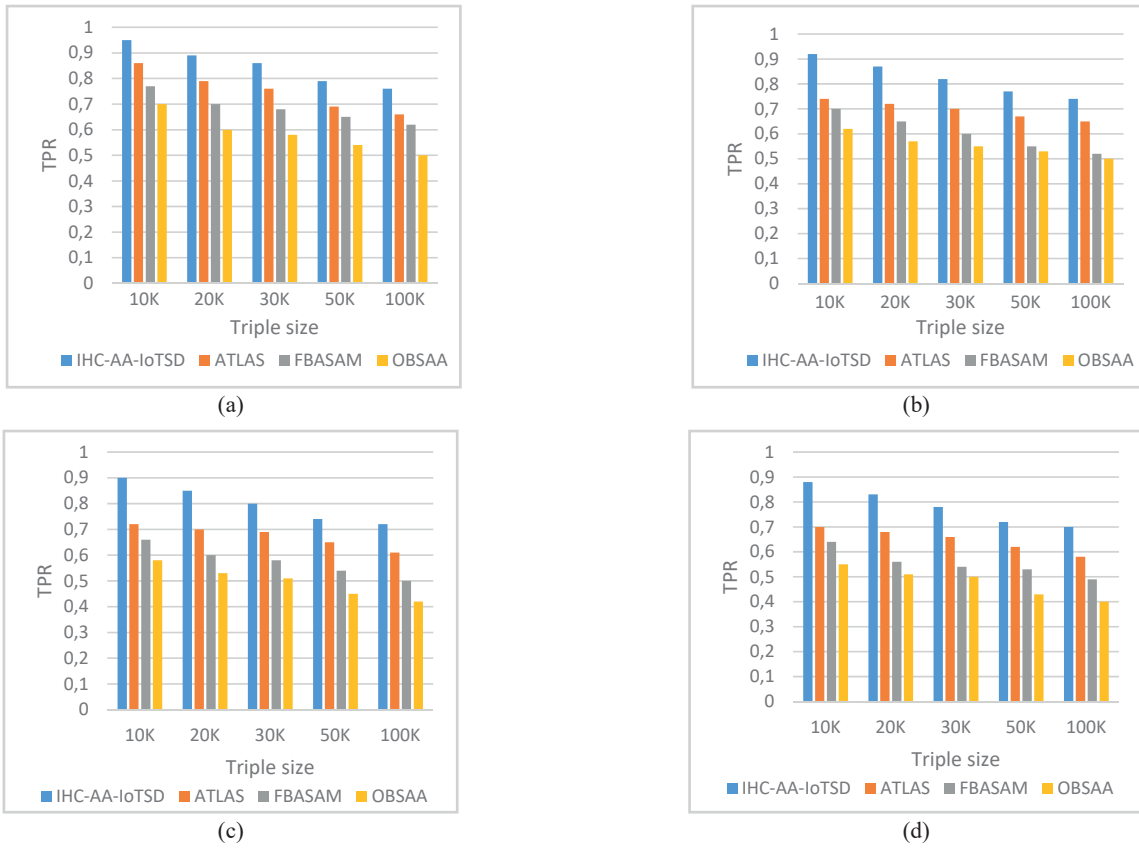 1
0,9
0,8
0,7
0,6
0,5
0,4
0,3
0,2
0,1
0
TPR
10K 20K 30K 50K 100K
Triple size
IHC-AA-IoTSD ATLAS FBASAM OBSAA
(a)
1
0,9
0,8
0,7
0,6
0,5
0,4
0,3
0,2
0,1
0
TPR
10K 20K 30K 50K 100K
Triple size
IHC-AA-IoTSD ATLAS FBASAM OBSAA
(b)
1
0,9
0,8
0,7
0,6
0,5
0,4
0,3
0,2
0,1
0
TPR
10K 20K 30K 50K 100K
Triple size
IHC-AA-IoTSD ATLAS FBASAM OBSAA
(c)
1
0,9
0,8
0,7
0,6
0,5
0,4
0,3
0,2
0,1
0
TPR
10K 20K 30K 50K 100K
Triple size
IHC-AA-IoTSD ATLAS FBASAM OBSAA
(d)